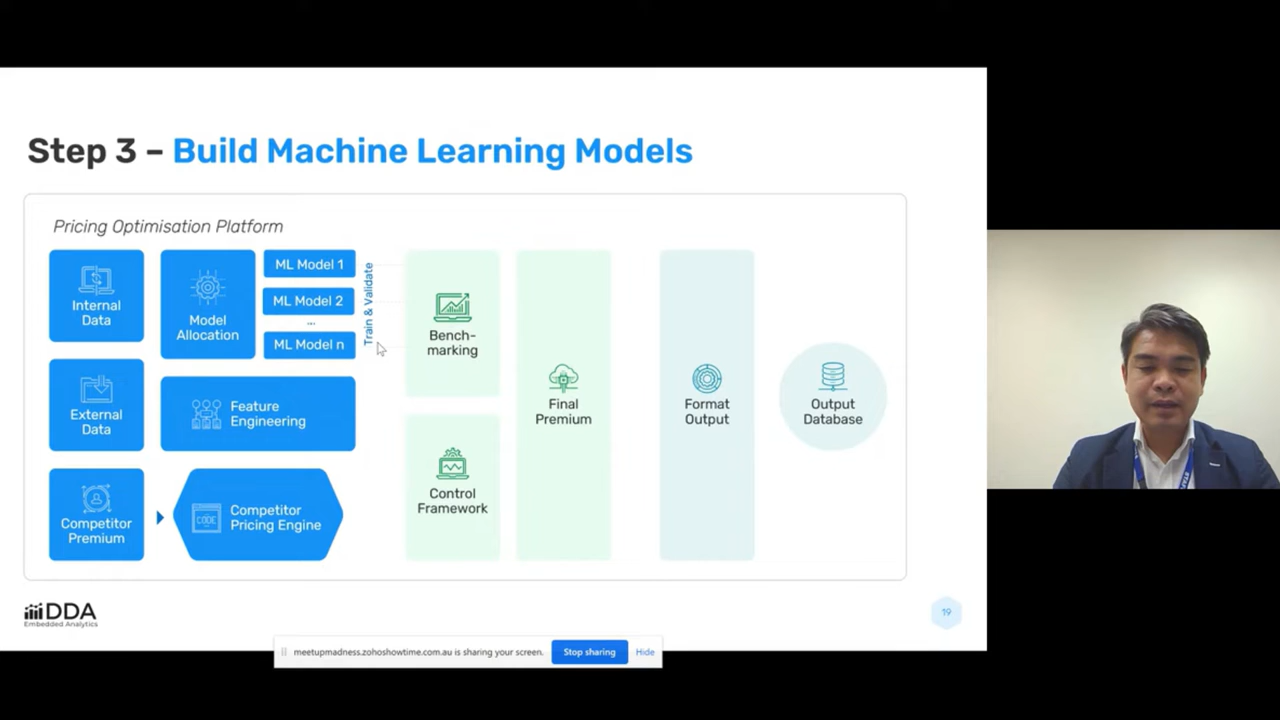 Step 3 – Build Machine Learning Models
Pricing Optimisation Platform
Internal
Data
External
Data
Competitor
Premium
Model
Allocation
ML Model 1
ML Model 2
...
ML Model n
Train & Validate
Feature
Engineering
CODE
Competitor
Pricing Engine
Bench-
marking
Control
Framework
Final
Premium
Format
Output
Output
Database
DDA
Embedded Analytics
19
meetupmadness.zohoshowtime.com.au is sharing your screen.
Stop sharing
Hide